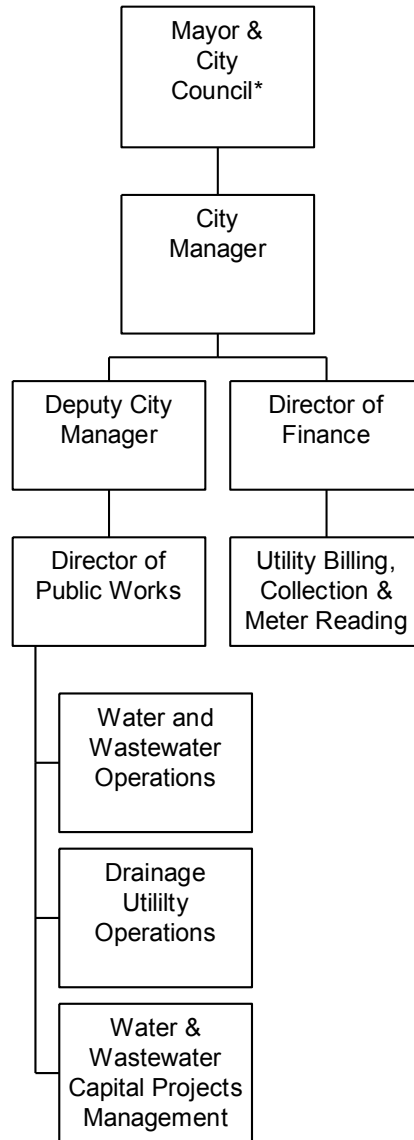 Mayor &
City
Council*
City
Manager
Deputy City
Manager
Director of
Finance
Director of
Public Works
Utility Billing,
Collection &
Meter Reading
Water and
Wastewater
Operations
Drainage
Utililty
Operations
Water &
Wastewater
Capital Projects
Management